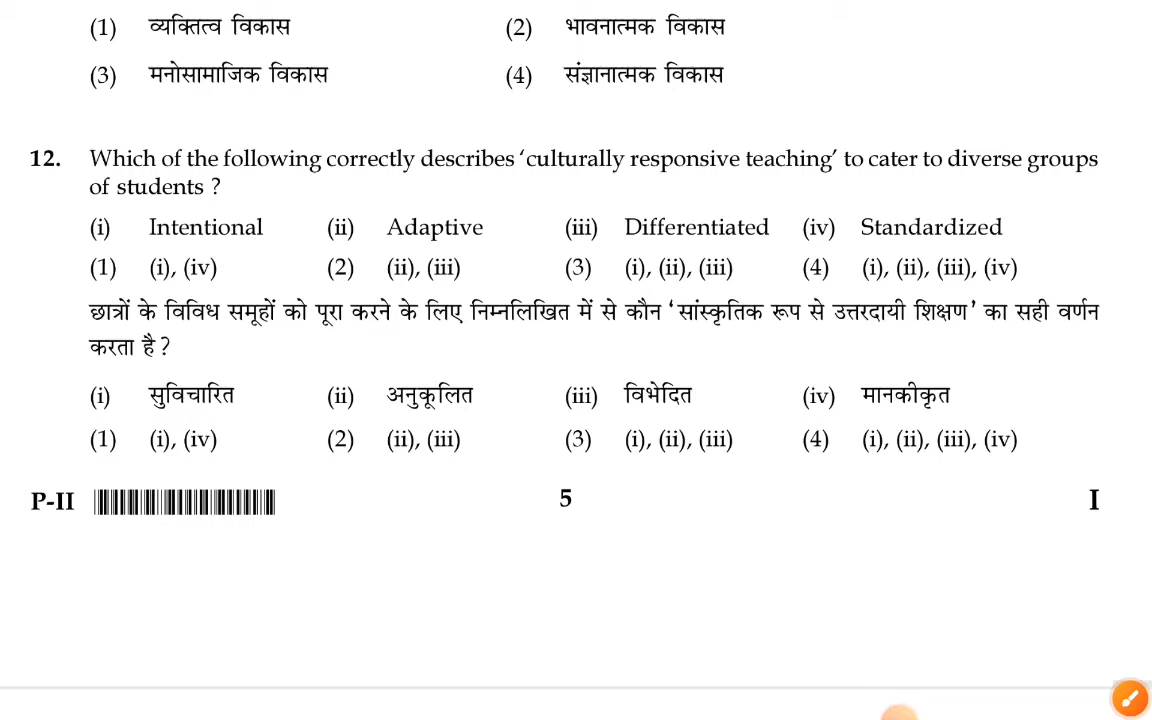 (1) व्यक्तित्व विकास (2) भावनात्मक विकास
(3) मनोसामाजिक विकास (4) संज्ञानात्मक विकास
12. Which of the following correctly describes ‘culturally responsive teaching’ to cater to diverse groups
of students ?
(i) Intentional (ii) Adaptive (iii) Differentiated (iv) Standardized
(1) (i), (iv) (2) (ii), (iii) (3) (i), (ii), (iii) (4) (i), (ii), (iii), (iv)
छात्रों के विविध समूहों को पूरा करने के लिए निम्नलिखित में से कौन ‘सांस्कृतिक रूप से उत्तरदायी शिक्षण’ का सही वर्णन
करता है ?
(i) सुविचारित (ii) अनुकूलित (iii) विभेदित (iv) मानकीकृत
(1) (i), (iv) (2) (ii), (iii) (3) (i), (ii), (iii) (4) (i), (ii), (iii), (iv)
P-II 5 I